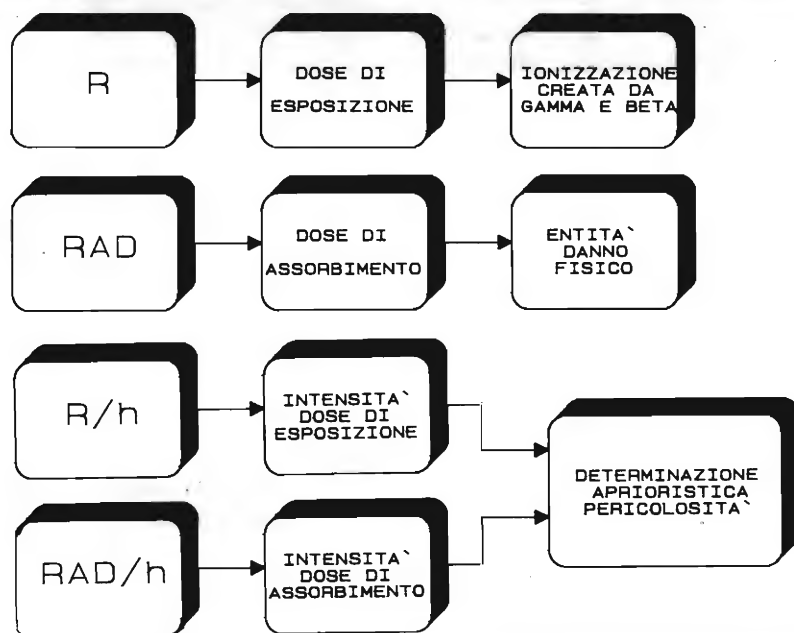 R
DOSE DI
ESPOSIZIONE
IONIZZAZIONE
CREATA DA
GAMMA E BETA
RAD
DOSE DI
ASSORBIMENTO
ENTITA`
DANNO
FISICO
R/h
INTENSITA`
DOSE DI
ESPOSIZIONE
RAD/h
INTENSITA`
DOSE DI
ASSORBIMENTO
DETERMINAZIONE
APRIORISTICA
PERICOLOSITA`